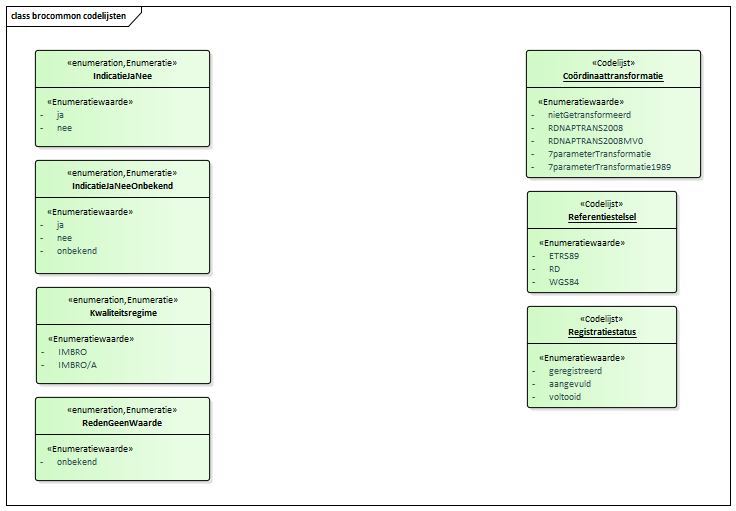 class brocommon codelijsten
«enumeration,Enumeratie»
IndicatieJaNee
«Enumeratiewaarde»
- ja
- nee
«enumeration,Enumeratie»
IndicatieJaNeeOnbekend
«Enumeratiewaarde»
- ja
- nee
- onbekend
«enumeration,Enumeratie»
Kwaliteitsregime
«Enumeratiewaarde»
- IMBRO
- IMBRO/A
«enumeration,Enumeratie»
RedenGeenWaarde
«Enumeratiewaarde»
- onbekend
«Codelijst»
Coördinaattransformatie
«Enumeratiewaarde»
- nietGetransformeerd
- RDNAPTRANS2008
- RDNAPTRANS2008MV0
- 7parameterTransformatie
- 7parameterTransformatie1989
«Codelijst»
Referentiestelsel
«Enumeratiewaarde»
- ETRS89
- RD
- WGS84
«Codelijst»
Registratiestatus
«Enumeratiewaarde»
- geregistreerd
- aangevuld
- voltooid